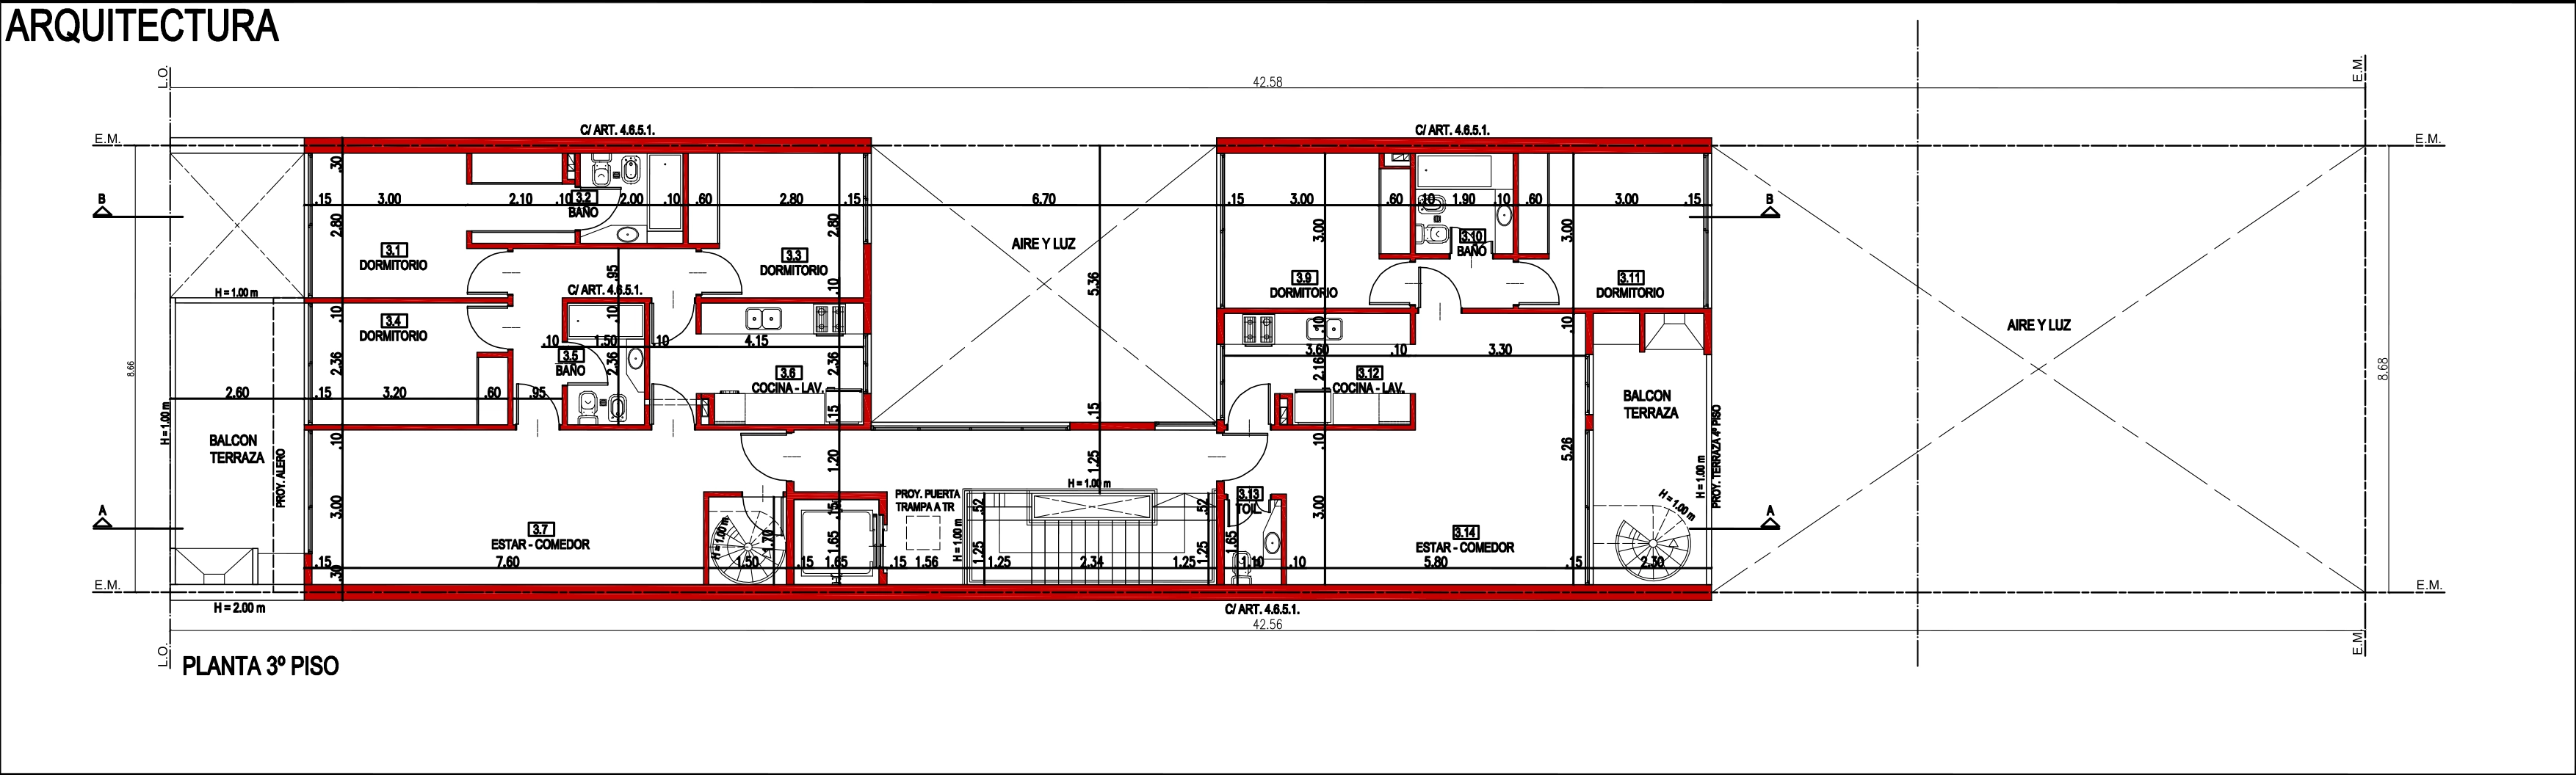 ARQUITECTURA
L.O.
E.M.
42.58
C/ ART. 4.6.5.1.
C/ ART. 4.6.5.1.
E.M.
E.M.
.30
B
.15
3.00
2.10
.10
3.2
BAÑO
2.00
.10
.60
2.80
.15
6.70
.15
3.00
.60
.10
1.90
.10
.60
3.00
.15
B
2.80
2.80
3.00
3.00
3.1
DORMITORIO
3.3
DORMITORIO
AIRE Y LUZ
3.10
BAÑO
.95
5.36
3.9
DORMITORIO
3.11
DORMITORIO
H = 1.00 m
C/ ART. 4.6.5.1.
.10
.10
.10
.10
.10
3.4
DORMITORIO
AIRE Y LUZ
8.66
8.68
.10
1.50
.10
4.15
3.60
.10
3.30
3.5
BAÑO
2.36
2.36
2.36
2.16
3.6
COCINA - LAV.
3.12
COCINA - LAV.
2.60
.15
3.20
.60
.95
BALCON
TERRAZA
H = 1.00 m
.15
.15
BALCON
TERRAZA
PROY. ALERO
.10
1.20
1.25
.10
5.26
H = 1.00 m
PROY. TERRAZA 4º PISO
H = 1.00 m
PROY. PUERTA
TRAMPA A TR
3.13
TOIL.
H = 1.00 m
A
3.00
3.7
ESTAR - COMEDOR
H = 1.00 m
1.70
.15
1.65
H = 1.00 m
.52
1.25
.52
1.25
1.65
3.00
3.14
ESTAR - COMEDOR
A
.15
7.60
1.50
.15
1.65
.15
1.56
1.25
2.34
1.25
1.10
.10
5.80
.15
2.30
.30
E.M.
E.M.
H = 2.00 m
C/ ART. 4.6.5.1.
42.56
L.O.
E.M.
PLANTA 3º PISO